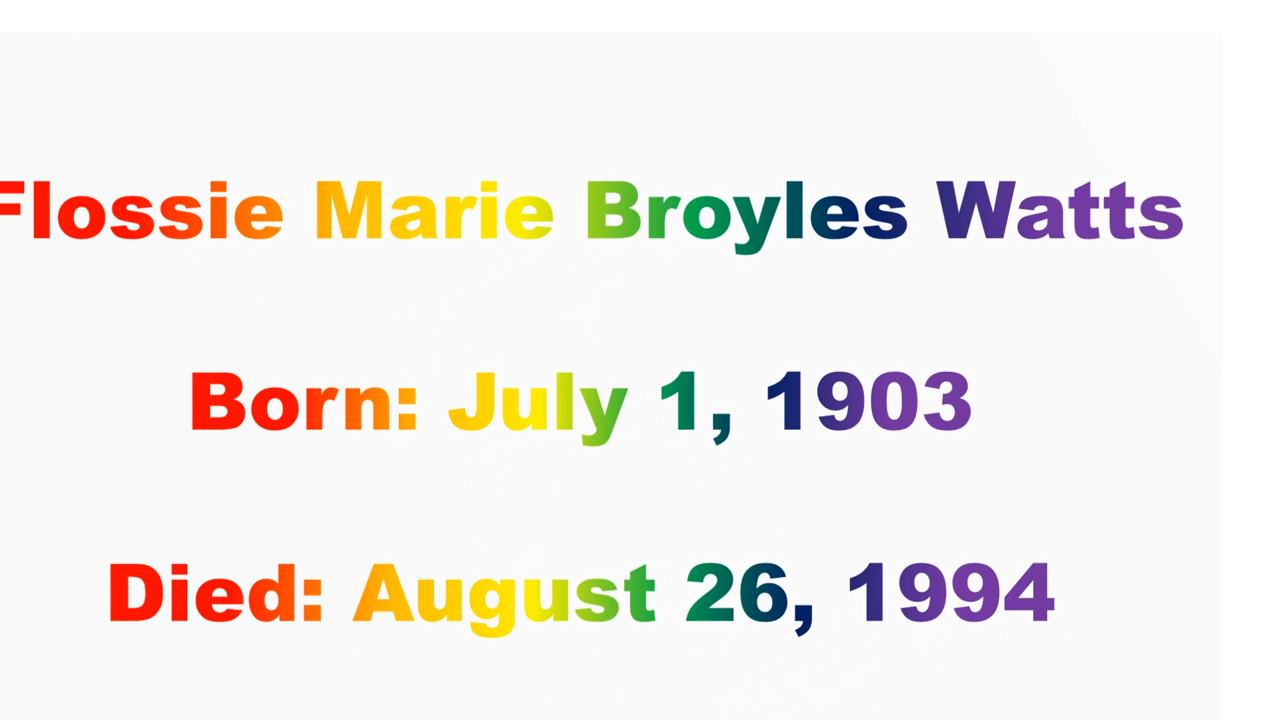 Flossie Marie Broyles Watts
Born: July 1, 1903
Died: August 26, 1994